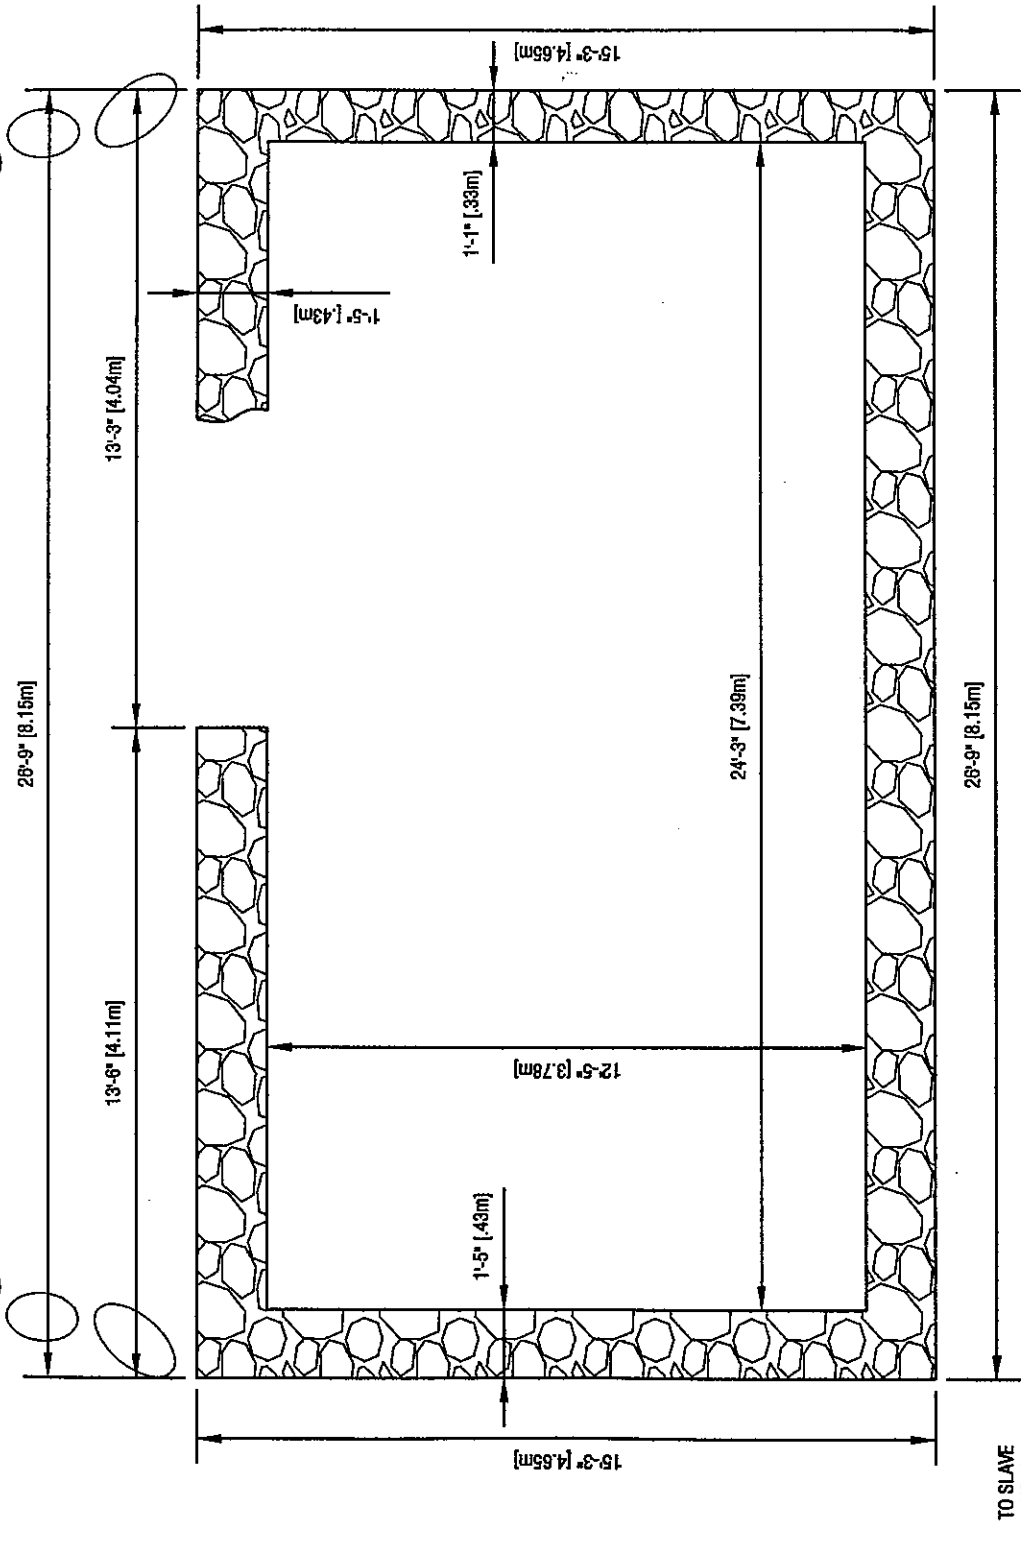 26'-9" [8.15m]
13'-6" [4.11m]
13'-3" [4.04m]
15'-3" [4.65m]
15'-3" [4.65m]
1'-5" [.43m]
1'-1" [.33m]
1'-5" [.43m]
12'-5" [3.78m]
24'-3" [7.39m]
26'-9" [8.15m]
TO SLAVE